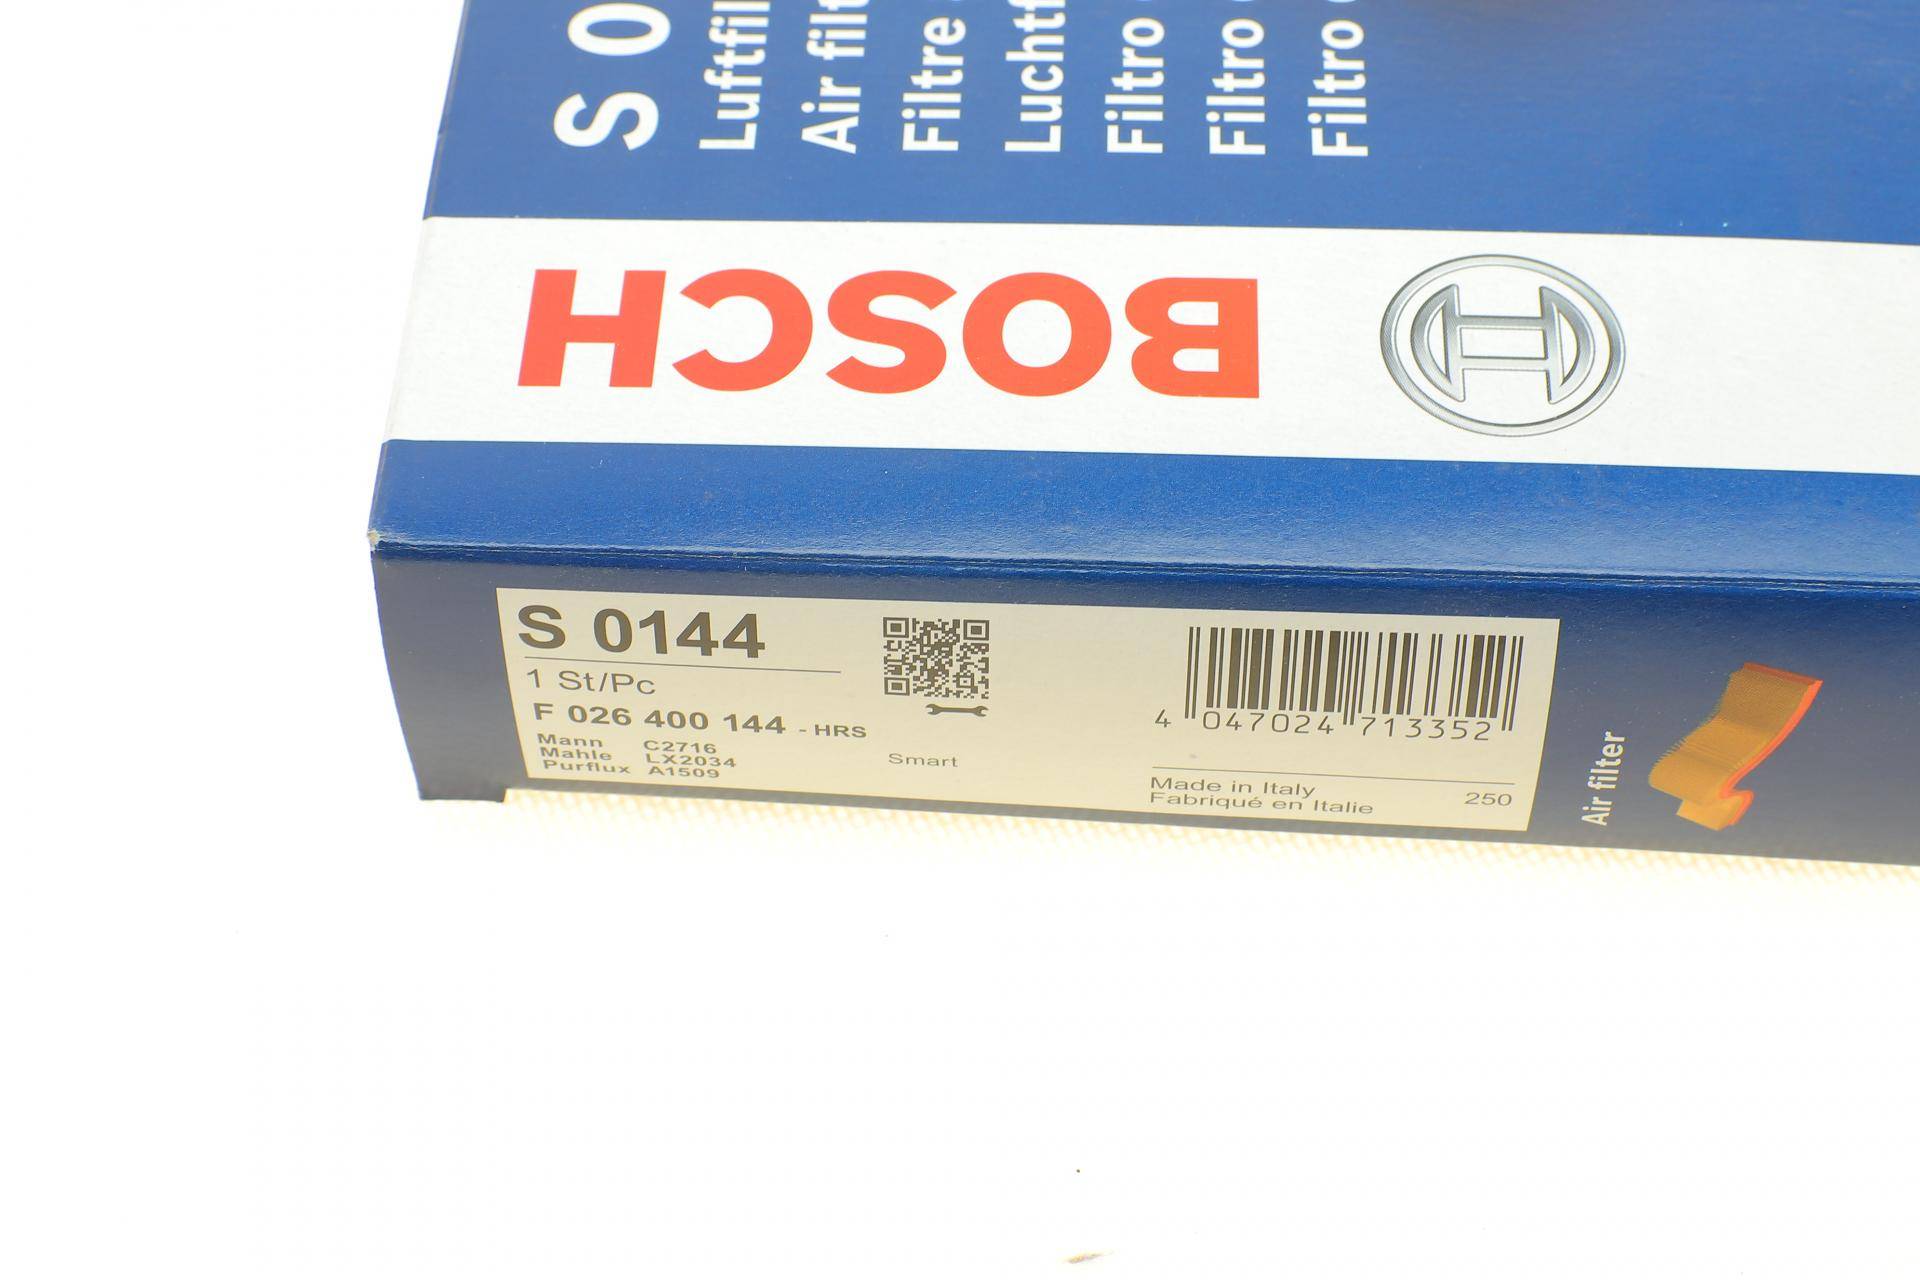 S 0
Luftfil
Air filt
Filtre
Luchtf
Filtro
Filtro
Filtro
BOSCH
S 0144
1 St/Pc
F 026 400 144 - HRS
Mann C2716
Mahle LX2034
Purflux A1509
Smart
4 047024 713352
Made in Italy
Fabriqué en Italie
250
Air filter